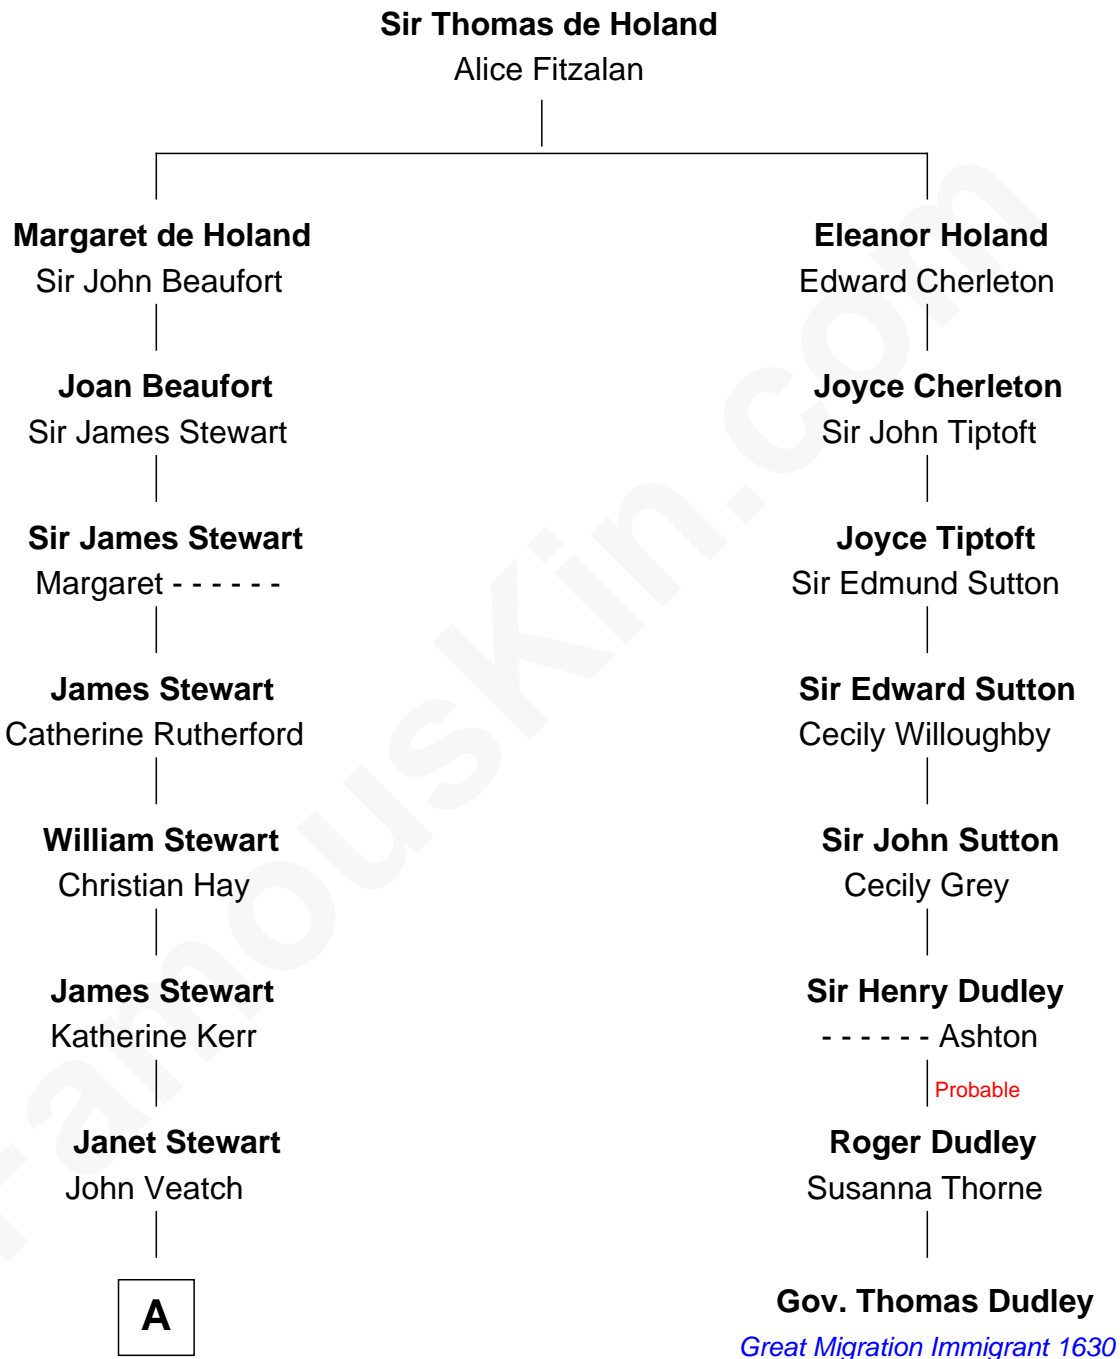 Sir Thomas de Holand
Alice Fitzalan
Margaret de Holand
Sir John Beaufort
Eleanor Holand
Edward Cherleton
Joan Beaufort
Sir James Stewart
Joyce Cherleton
Sir John Tiptoft
Sir James Stewart
Margaret - - - - - -
Joyce Tiptoft
Sir Edmund Sutton
James Stewart
Catherine Rutherford
Sir Edward Sutton
Cecily Willoughby
William Stewart
Christian Hay
Sir John Sutton
Cecily Grey
James Stewart
Katherine Kerr
Sir Henry Dudley
- - - - - - Ashton
Probable
Janet Stewart
John Veatch
Roger Dudley
Susanna Thorne
A
Gov. Thomas Dudley
Great Migration Immigrant 1630
FamousKin.com